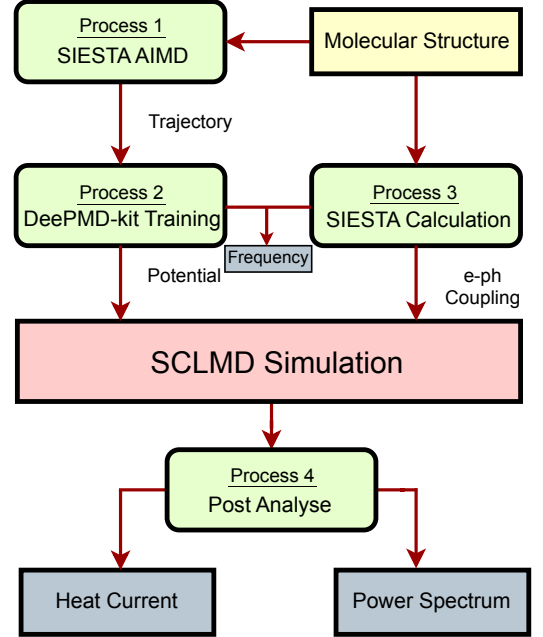 Process 1
SIESTA AIMD
Molecular Structure
Trajectory
Process 2
DeePMD-kit Training
Process 3
SIESTA Calculation
Frequency
Potential
e-ph
Coupling
SCLMD Simulation
Process 4
Post Analyse
Heat Current
Power Spectrum